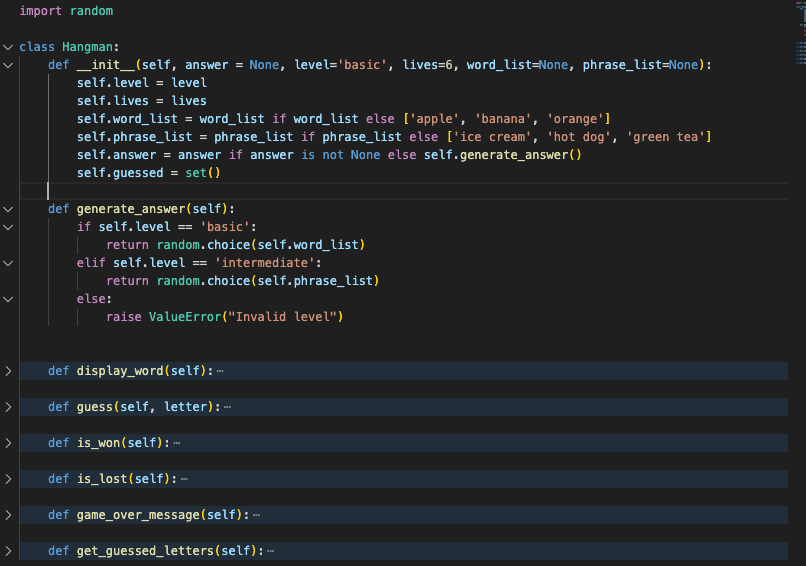 import random
class Hangman:
    def __init__(self, answer = None, level='basic', lives=6, word_list=None, phrase_list=None):
        self.level = level
        self.lives = lives
        self.word_list = word_list if word_list else ['apple', 'banana', 'orange']
        self.phrase_list = phrase_list if phrase_list else ['ice cream', 'hot dog', 'green tea']
        self.answer = answer if answer is not None else self.generate_answer()
        self.guessed = set()
    def generate_answer(self):
        if self.level == 'basic':
            return random.choice(self.word_list)
        elif self.level == 'intermediate':
            return random.choice(self.phrase_list)
        else:
            raise ValueError("Invalid level")
    def display_word(self):⋯
    def guess(self, letter):⋯
    def is_won(self):⋯
    def is_lost(self):⋯
    def game_over_message(self):⋯
    def get_guessed_letters(self):⋯